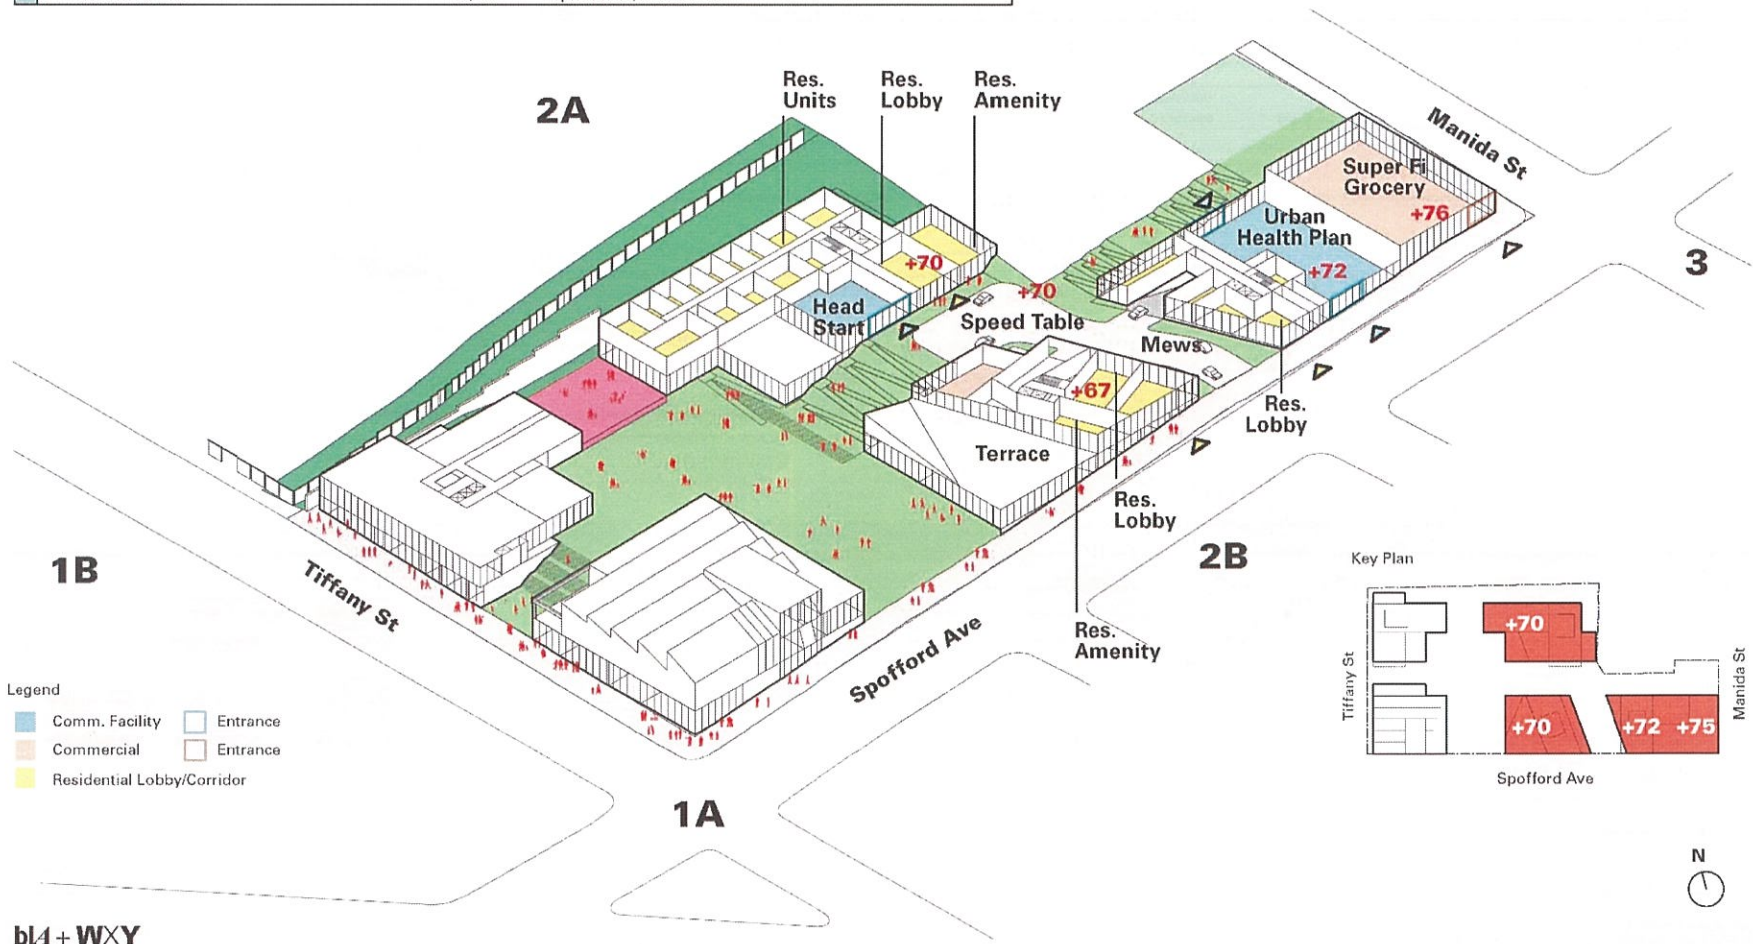 2A
Res.
Units
Res.
Lobby
Res.
Amenity
Manida St
Super Fi
Grocery
+76
Urban
Health Plan
+72
3
+70
+70
Head
Start
Speed Table
Mews
+67
Terrace
Res.
Lobby
Res.
Lobby
2B
Res.
Amenity
1B
Tiffany St
Spofford Ave
1A
Key Plan
+70
+70
+72 +75
Tiffany St
Manida St
Spofford Ave
Legend
Comm. Facility Entrance
Commercial Entrance
Residential Lobby/Corridor
N
bLA + WXY